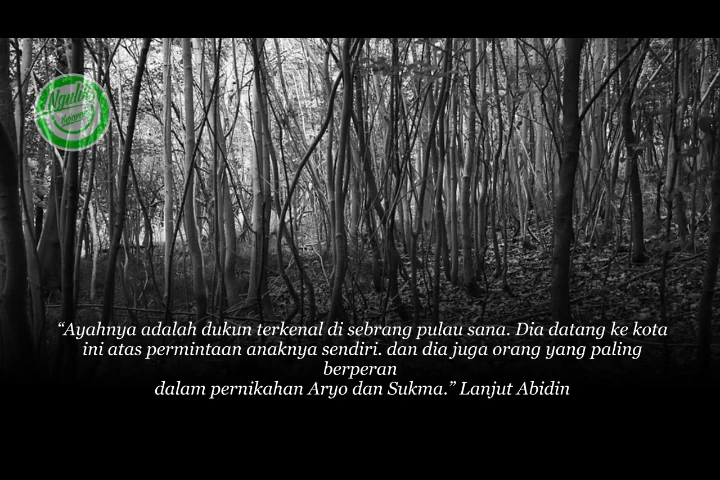 Ngulik
“Ayahnya adalah dukun terkenal di sebrang pulau sana. Dia datang ke kota
ini atas permintaan anaknya sendiri. dan dia juga orang yang paling
berperan
dalam pernikahan Aryo dan Sukma.” Lanjut Abidin